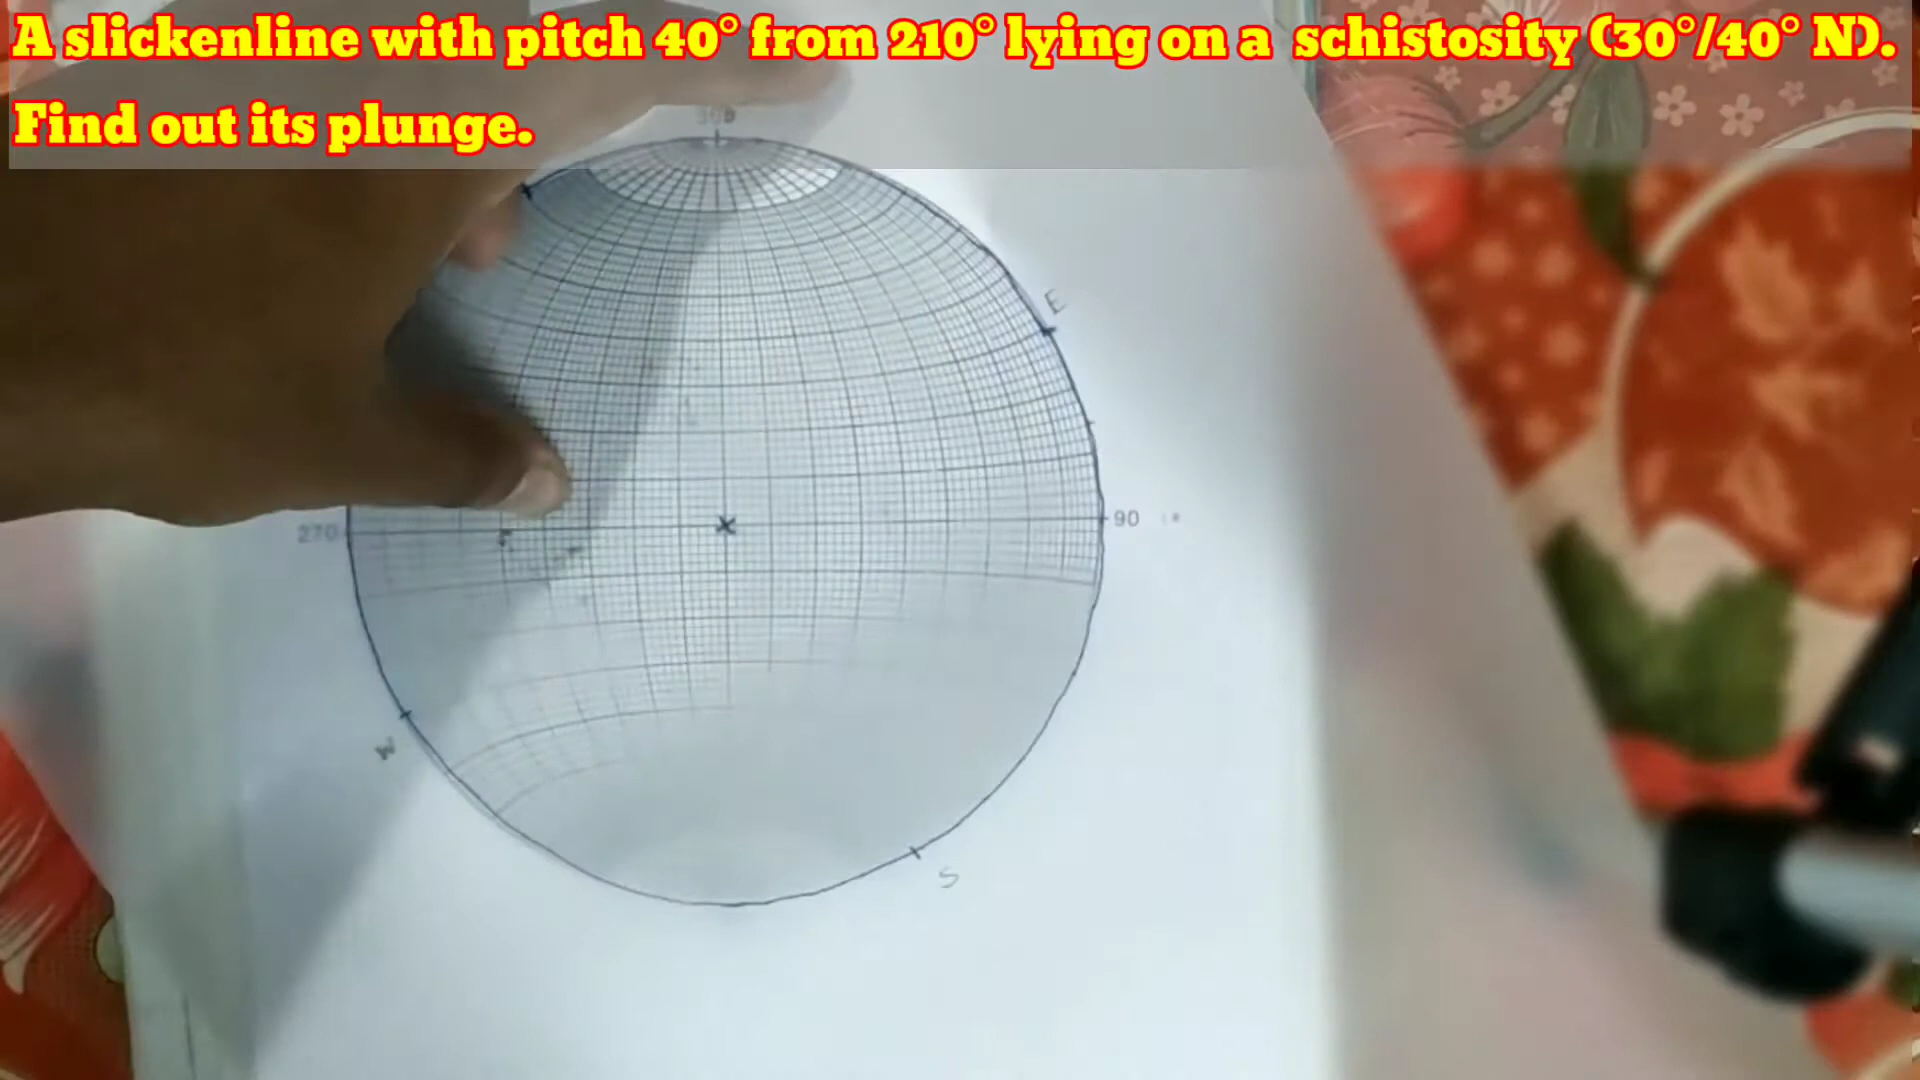 A slickenline with pitch 40° from 210° lying on a schistosity (30°/40° N).
Find out its plunge.
E
270
90
W
S